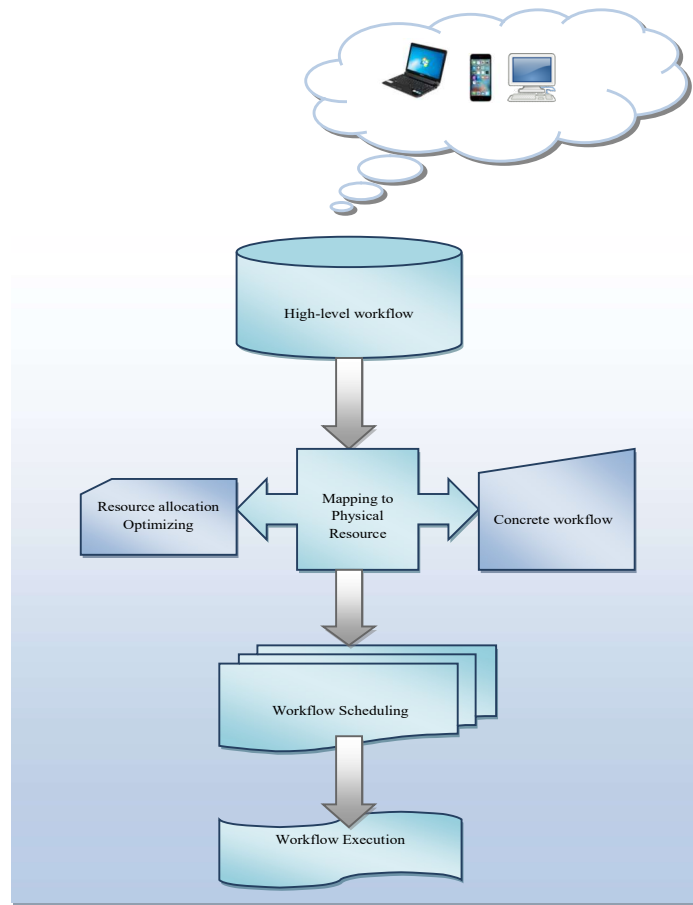 High-level workflow
Resource allocation
Optimizing
Mapping to
Physical
Resource
Concrete workflow
Workflow Scheduling
Workflow Execution